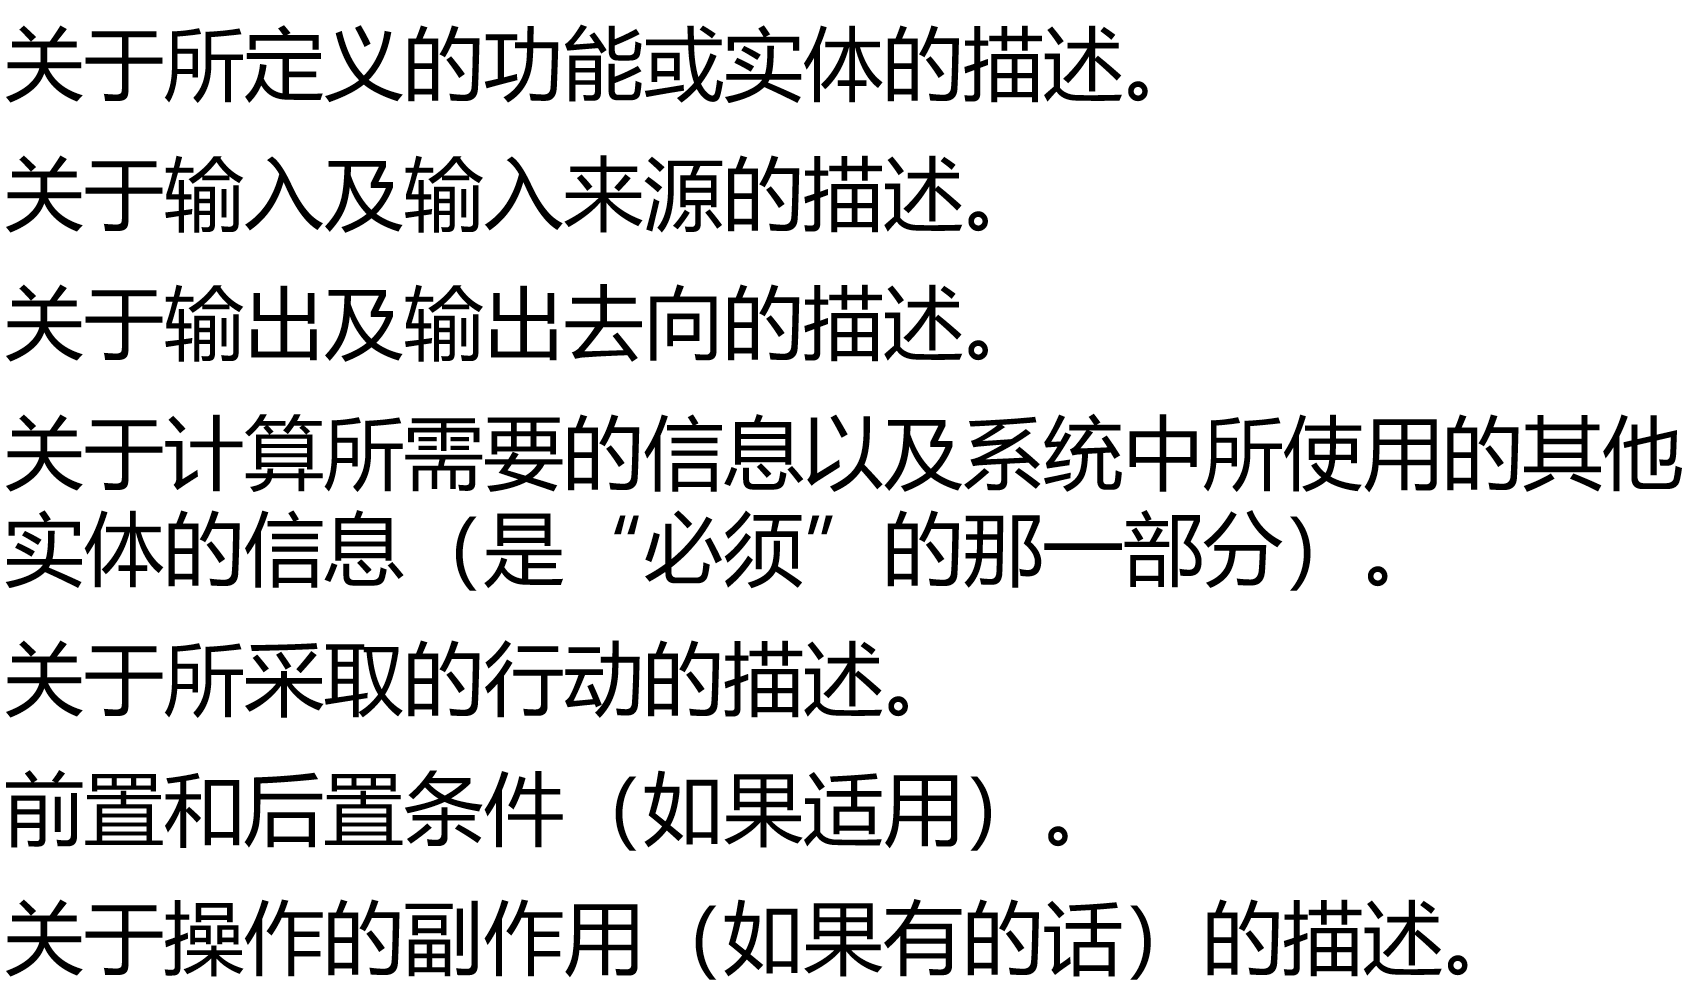 关于所定义的功能或实体的描述。
关于输入及输入来源的描述。
关于输出及输出去向的描述。
关于计算所需要的信息以及系统中所使用的其他
实体的信息（是“必须”的那一部分）。
关于所采取的行动的描述。
前置和后置条件（如果适用）。
关于操作的副作用（如果有的话）的描述。